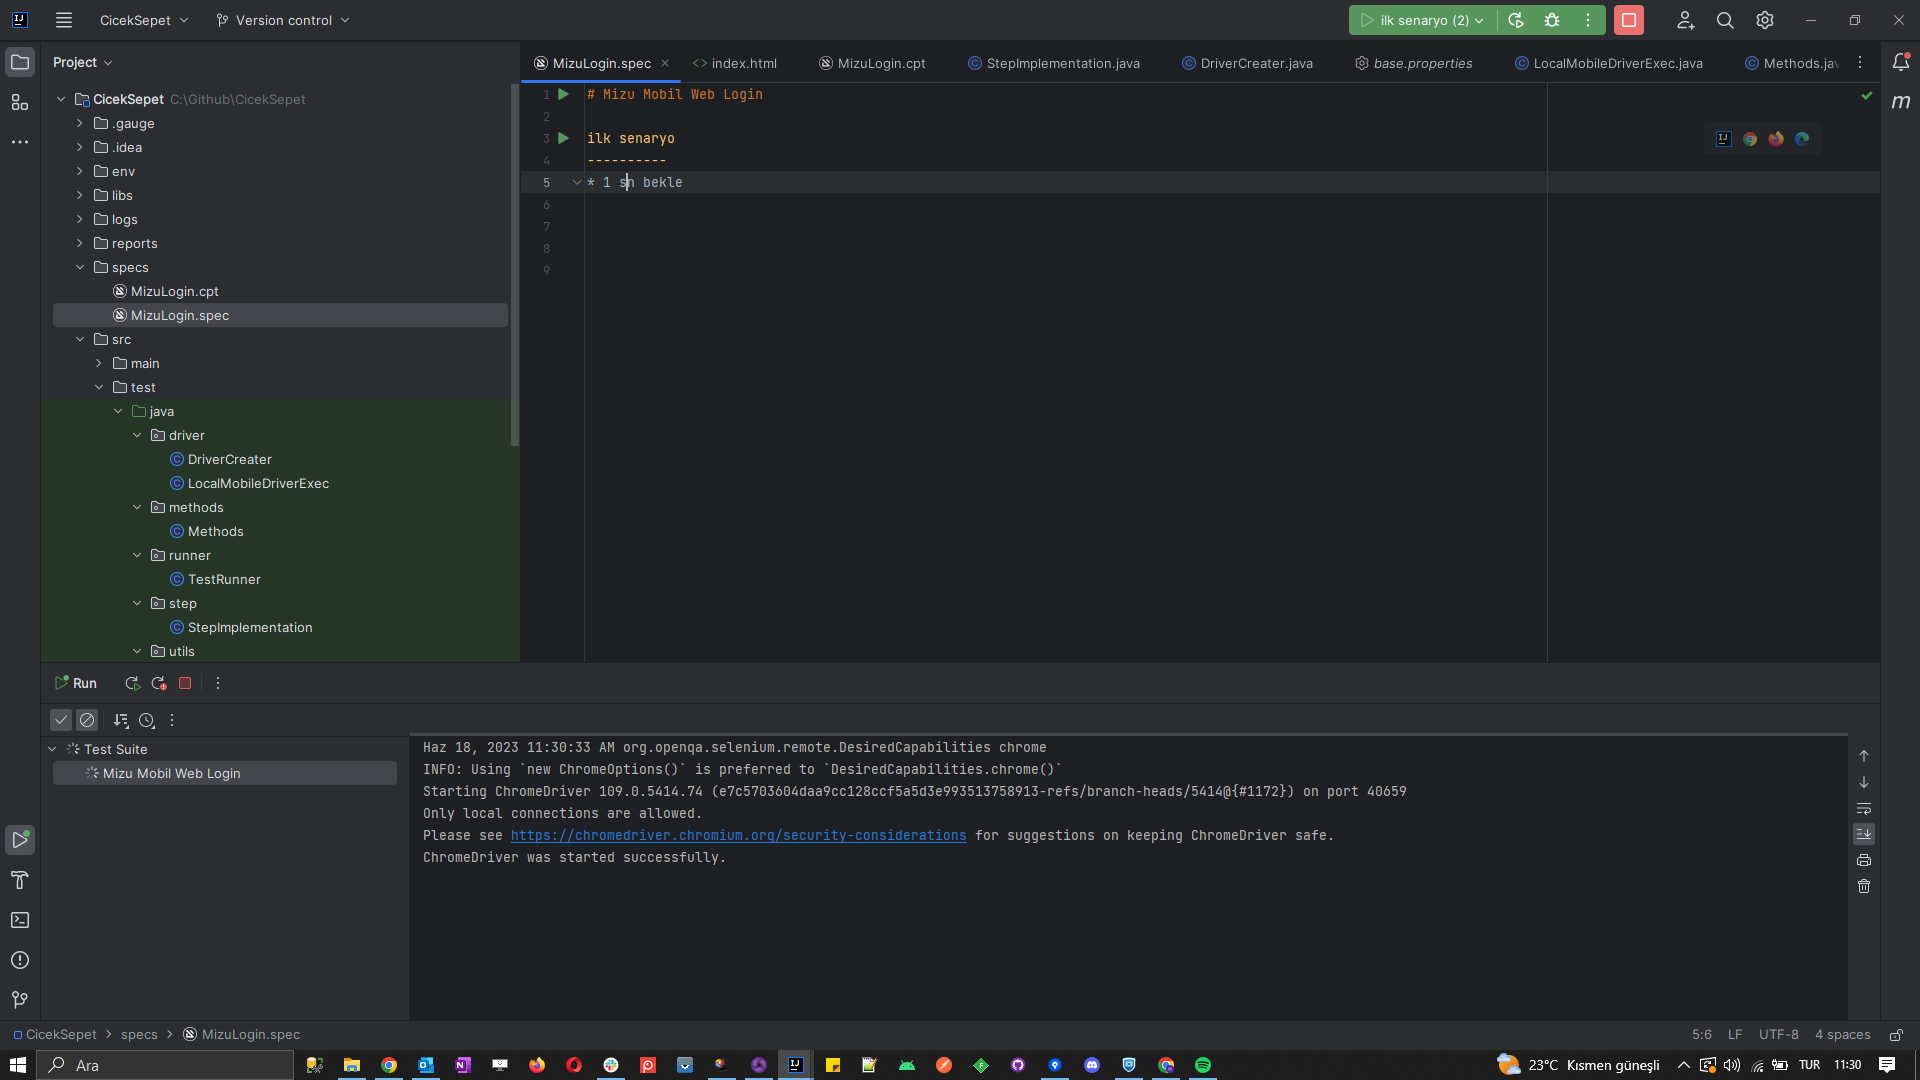 CicekSepet
Version control
ilk senaryo (2)
Project
MizuLogin.spec
index.html
MizuLogin.cpt
StepImplementation.java
DriverCreater.java
base.properties
LocalMobileDriverExec.java
Methods.jav
CicekSepet C:\Github\CicekSepet
.gauge
.idea
env
libs
logs
reports
specs
MizuLogin.cpt
MizuLogin.spec
src
main
test
java
driver
DriverCreater
LocalMobileDriverExec
methods
Methods
runner
TestRunner
step
StepImplementation
utils
1 # Mizu Mobil Web Login
2
3 ilk senaryo
4 ----------
5 * 1 sn bekle
6
7
8
9
m
Run
Test Suite
Mizu Mobil Web Login
Haz 18, 2023 11:30:33 AM org.openqa.selenium.remote.DesiredCapabilities chrome
INFO: Using `new ChromeOptions()` is preferred to `DesiredCapabilities.chrome()`
Starting ChromeDriver 109.0.5414.74 (e7c5703604daa9cc128ccf5a5d3e993513758913-refs/branch-heads/5414@{#1172}) on port 40659
Only local connections are allowed.
Please see https://chromedriver.chromium.org/security-considerations for suggestions on keeping ChromeDriver safe.
ChromeDriver was started successfully.
CicekSepet > specs > MizuLogin.spec
5:6 LF UTF-8 4 spaces
Ara
23°C Kısmen güneşli
TUR
11:30